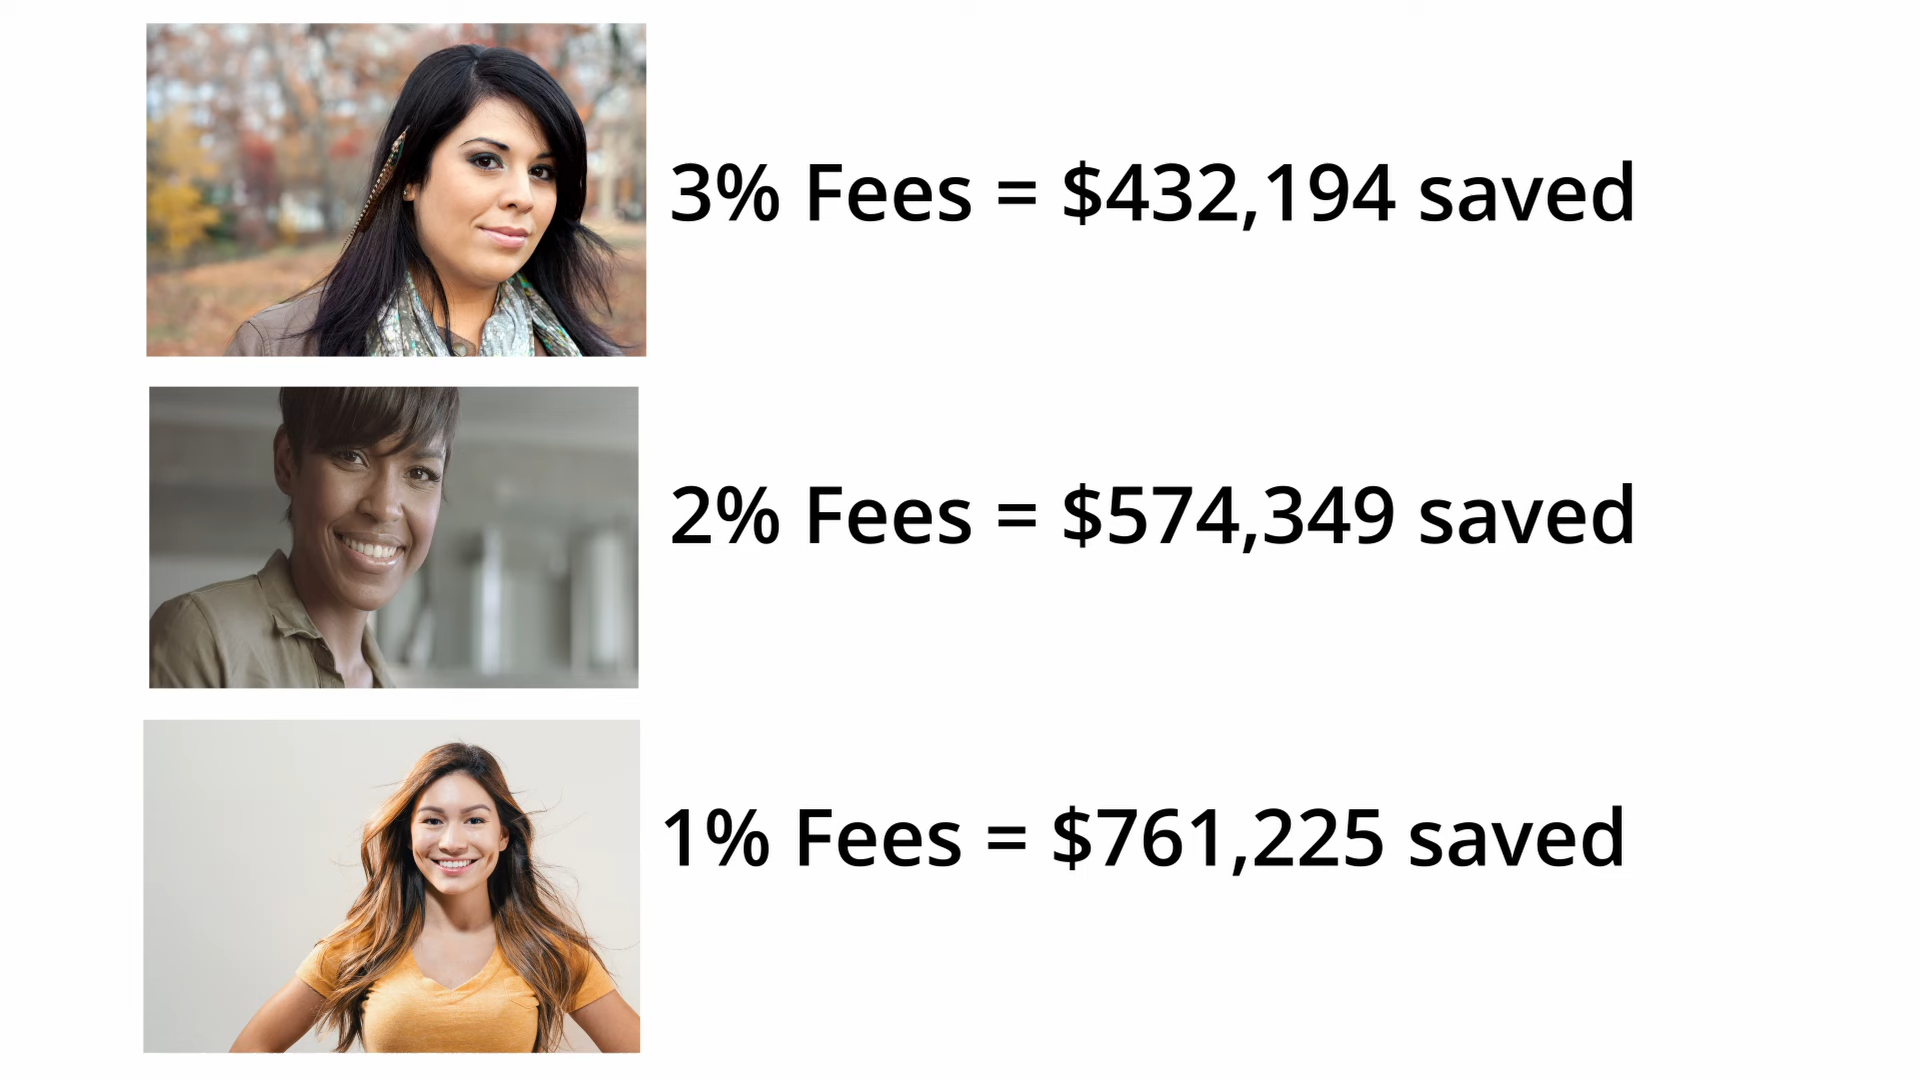 3% Fees = $432,194 saved
2% Fees = $574,349 saved
1% Fees = $761,225 saved